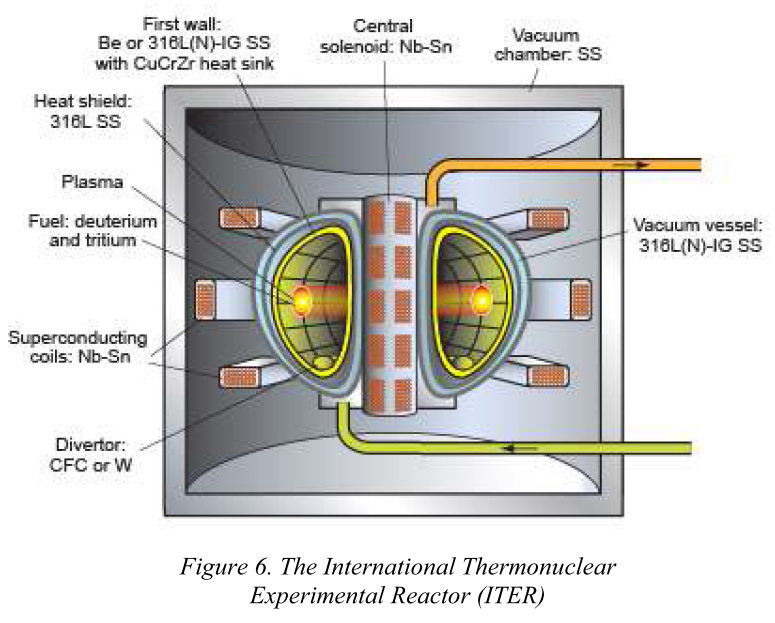 First wall:
Be or 316L(N)-IG SS
with CuCrZr heat sink
Central
solenoid: Nb-Sn
Vacuum
chamber: SS
Heat shield:
316L SS
Plasma
Fuel: deuterium
and tritium
Vacuum vessel:
316L(N)-IG SS
Superconducting
coils: Nb-Sn
Divertor:
CFC or W
Figure 6. The International Thermonuclear
Experimental Reactor (ITER)